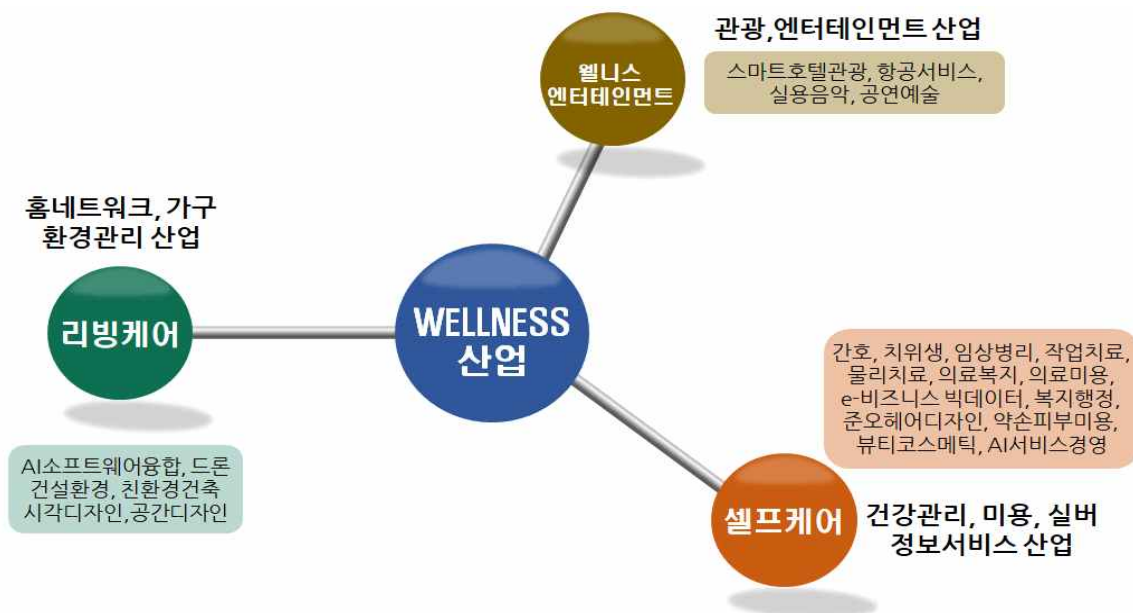 관광,엔터테인먼트 산업
웰니스
엔터테인먼트
스마트호텔관광, 항공서비스,
실용음악, 공연예술
홈네트워크, 가구
환경관리 산업
리빙케어
WELLNESS
산업
AI소프트웨어융합, 드론
건설환경, 친환경건축
시각디자인,공간디자인
간호, 치위생, 임상병리, 작업치료,
물리치료, 의료복지, 의료미용,
e-비즈니스 빅데이터, 복지행정,
준오헤어디자인, 약손피부미용,
뷰티코스메틱, AI서비스경영
셀프케어
건강관리, 미용, 실버
정보서비스 산업